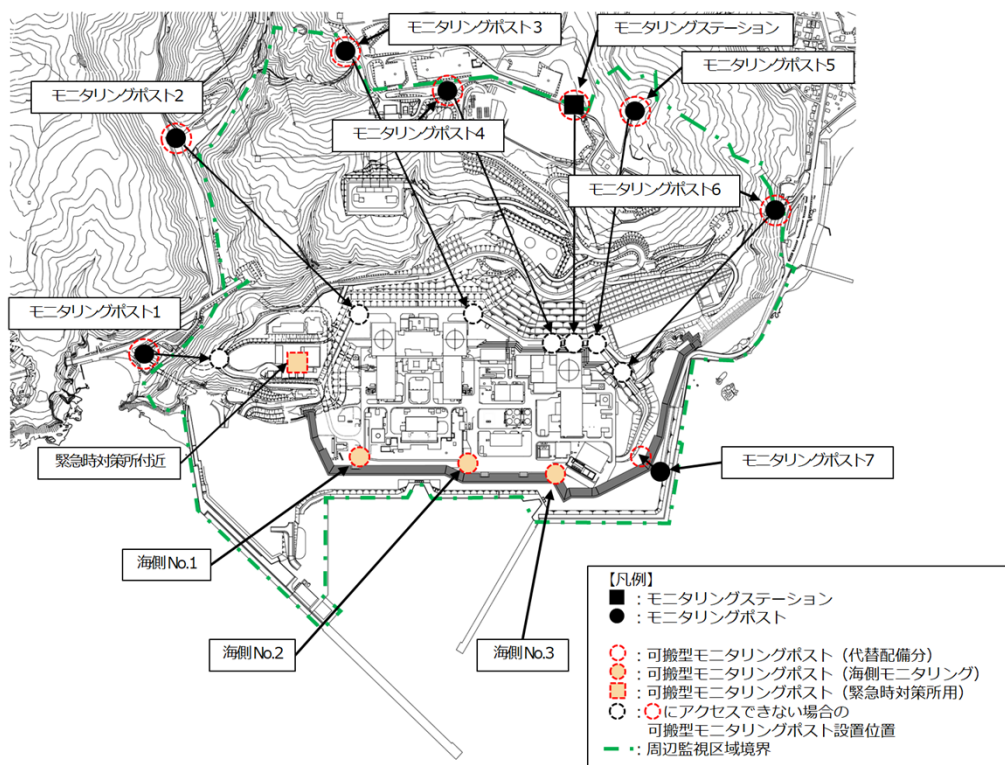 モニタリングポスト3
モニタリングステーション
モニタリングポスト5
モニタリングポスト2
モニタリングポスト4
モニタリングポスト6
モニタリングポスト1
緊急時対策所付近
モニタリングポスト7
海側No.1
海側No.2
海側No.3
【凡例】
：モニタリングステーション
：モニタリングポスト
：可搬型モニタリングポスト（代替配備分）
：可搬型モニタリングポスト（海側モニタリング）
：可搬型モニタリングポスト（緊急時対策所用）
：にアクセスできない場合の
可搬型モニタリングポスト設置位置
：周辺監視区域境界